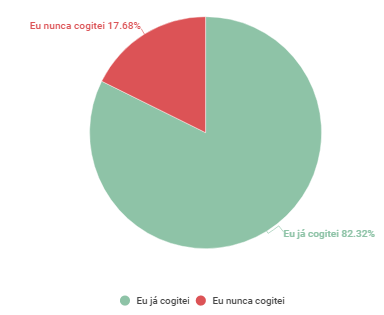 Eu nunca cogitei 17.68%
Eu já cogitei 82.32%
Eu já cogitei Eu nunca cogitei